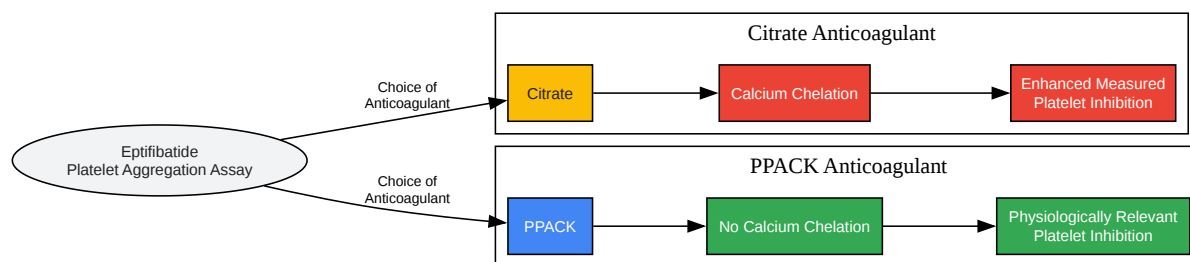 Citrate Anticoagulant
Choice of
Anticoagulant
Citrate
Calcium Chelation
Enhanced Measured
Platelet Inhibition
Eptifibatide
Platelet Aggregation Assay
PPACK Anticoagulant
Choice of
Anticoagulant
PPACK
No Calcium Chelation
Physiologically Relevant
Platelet Inhibition